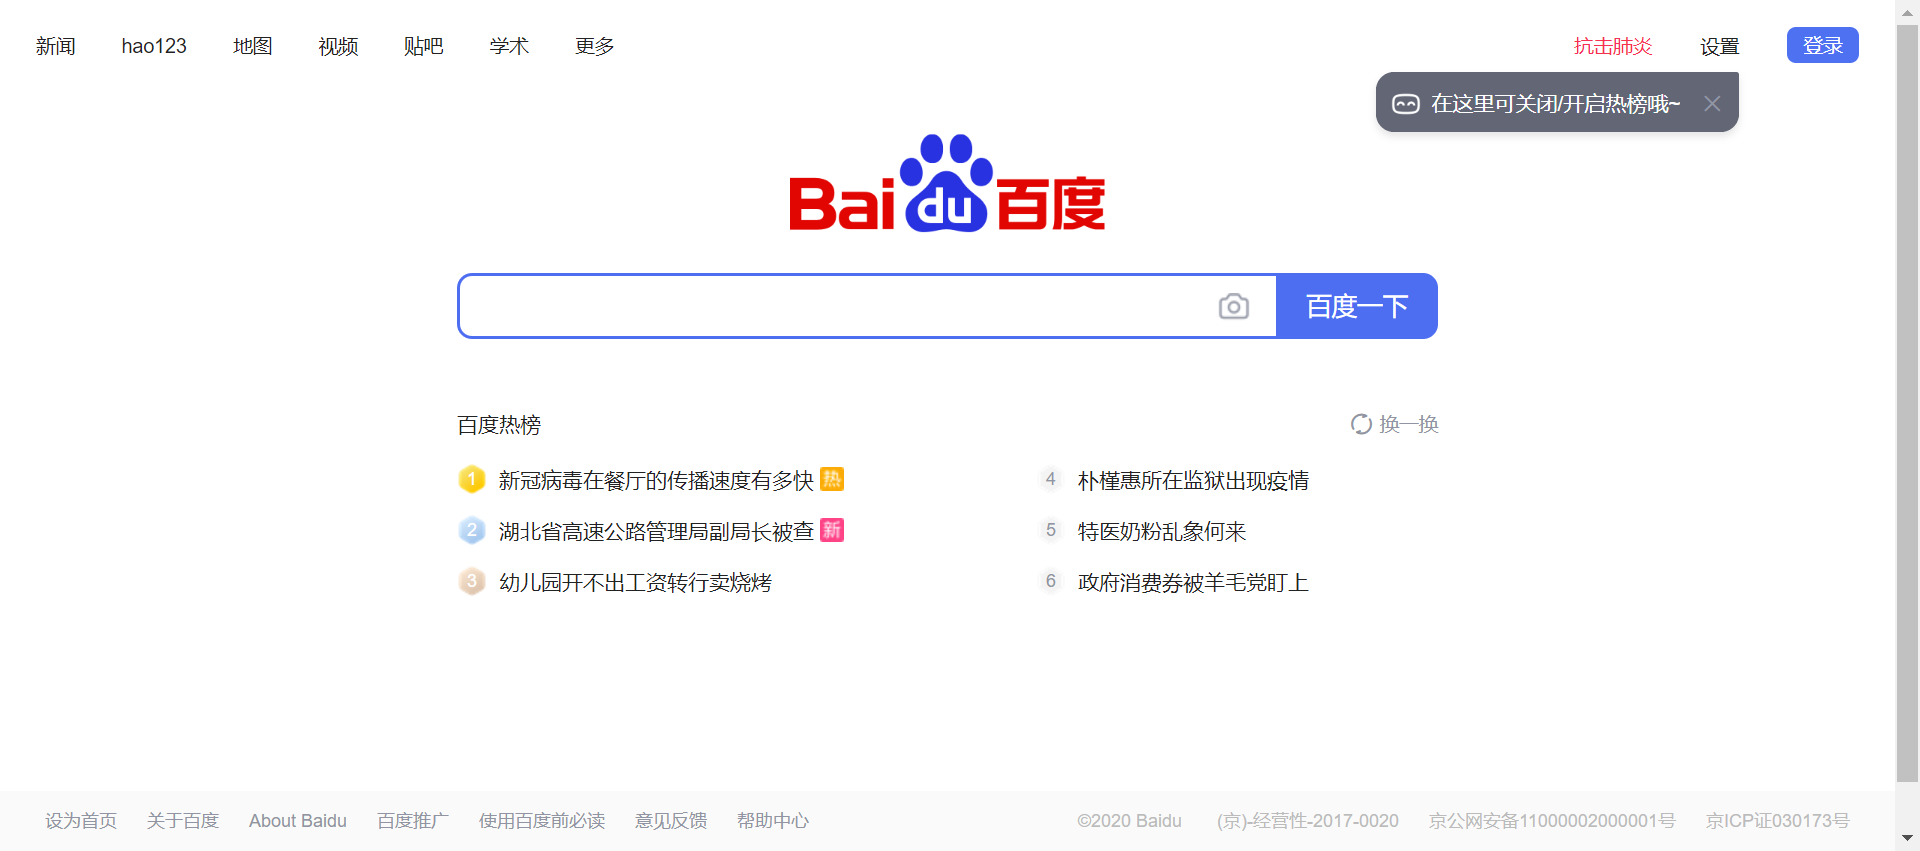 新闻 hao123 地图 视频 贴吧 学术 更多 抗击肺炎 设置 登录
在这里可关闭/开启热榜哦~
Bai du 百度
百度一下
百度热榜 换一换
1 新冠病毒在餐厅的传播速度有多快 热
2 湖北省高速公路管理局副局长被查 新
3 幼儿园开不出工资转行卖烧烤
4 朴槿惠所在监狱出现疫情
5 特医奶粉乱象何来
6 政府消费券被羊毛党盯上
设为首页 关于百度 About Baidu 百度推广 使用百度前必读 意见反馈 帮助中心 ©2020 Baidu (京)-经营性-2017-0020 京公网安备11000002000001号 京ICP证030173号